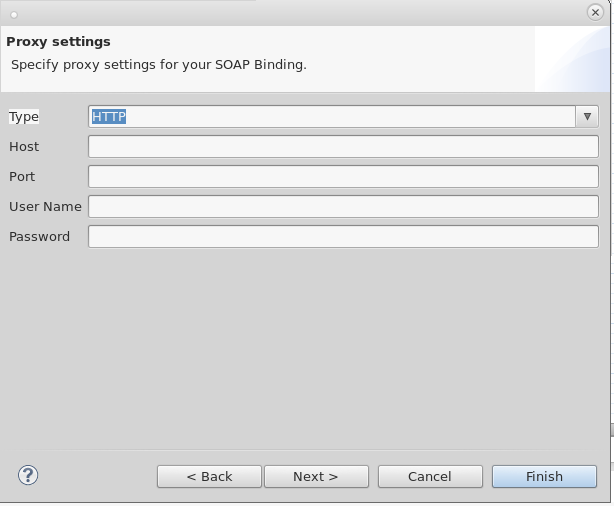 Proxy settings
Specify proxy settings for your SOAP Binding.
Type HTTP
Host
Port
User Name
Password
? < Back Next > Cancel Finish